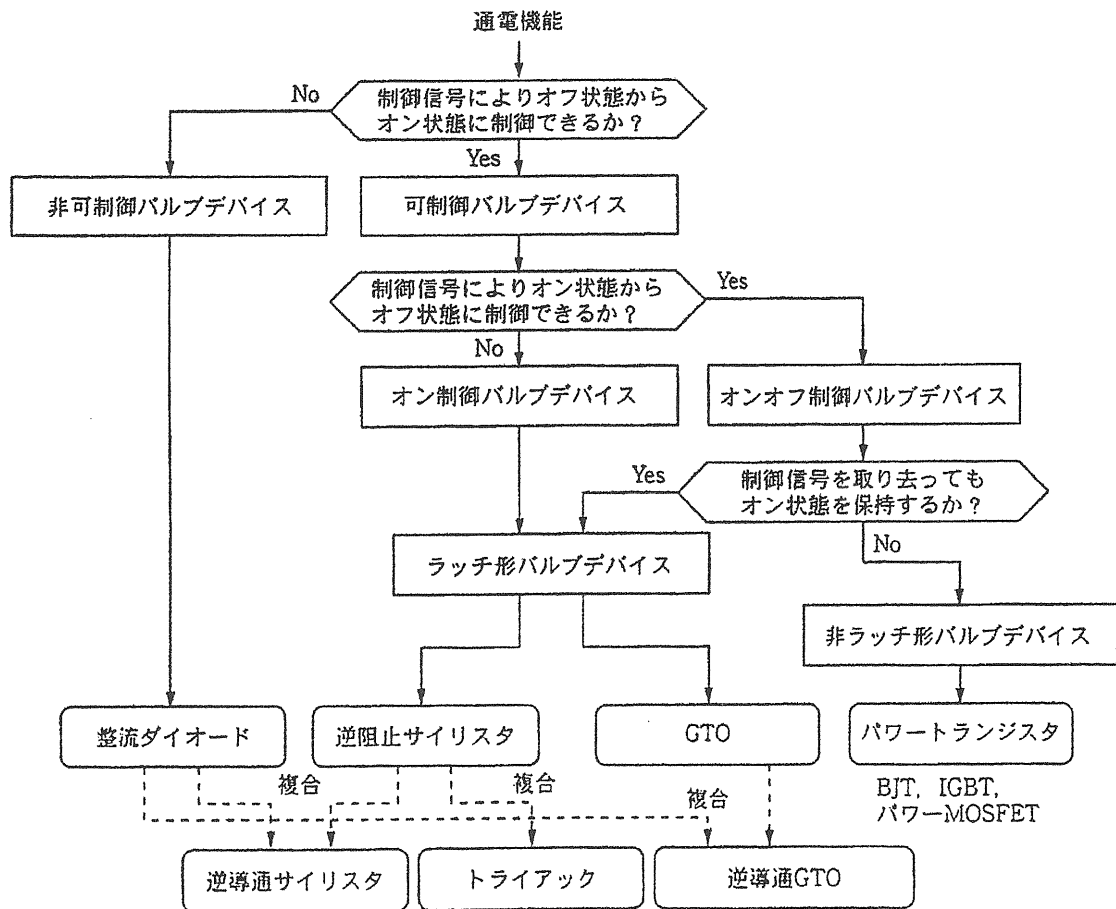 通電機能
制御信号によりオフ状態から
オン状態に制御できるか？
No
Yes
非可制御バルブデバイス
可制御バルブデバイス
制御信号によりオン状態から
オフ状態に制御できるか？
Yes
No
オン制御バルブデバイス
オンオフ制御バルブデバイス
Yes
制御信号を取り去っても
オン状態を保持するか？
No
ラッチ形バルブデバイス
非ラッチ形バルブデバイス
整流ダイオード
逆阻止サイリスタ
GTO
パワートランジスタ
複合
複合
複合
BJT, IGBT,
パワーMOSFET
逆導通サイリスタ
トライアック
逆導通GTO